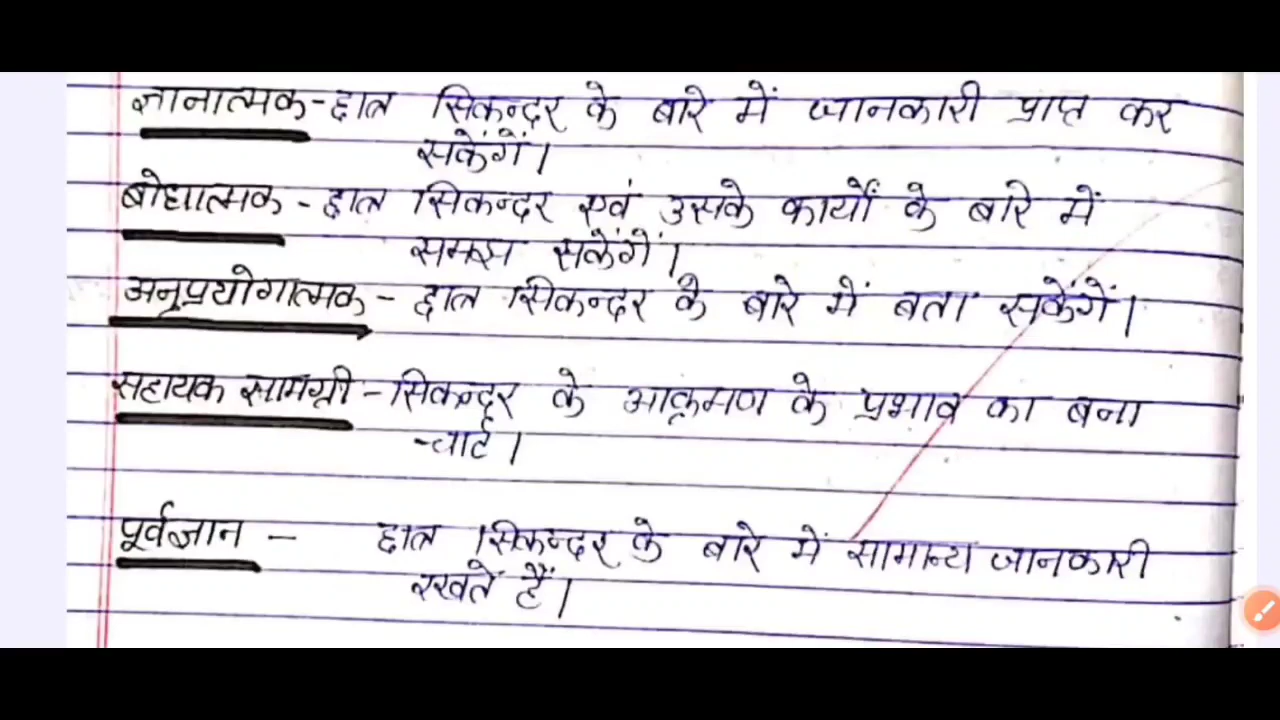 ज्ञानात्मक - छात्र सिकन्दर के बारे में जानकारी प्राप्त कर
सकेंगें।
बोधात्मक - छात्र सिकन्दर एवं उसके कार्यों के बारे में
समझ सकेंगें।
अनुप्रयोगात्मक - छात्र सिकन्दर के बारे में बता सकेंगें।
सहायक सामग्री - सिकन्दर के आक्रमण के प्रभाव का बना
चार्ट।
पूर्वज्ञान - छात्र सिकन्दर के बारे में सामान्य जानकारी
रखतें हैं।